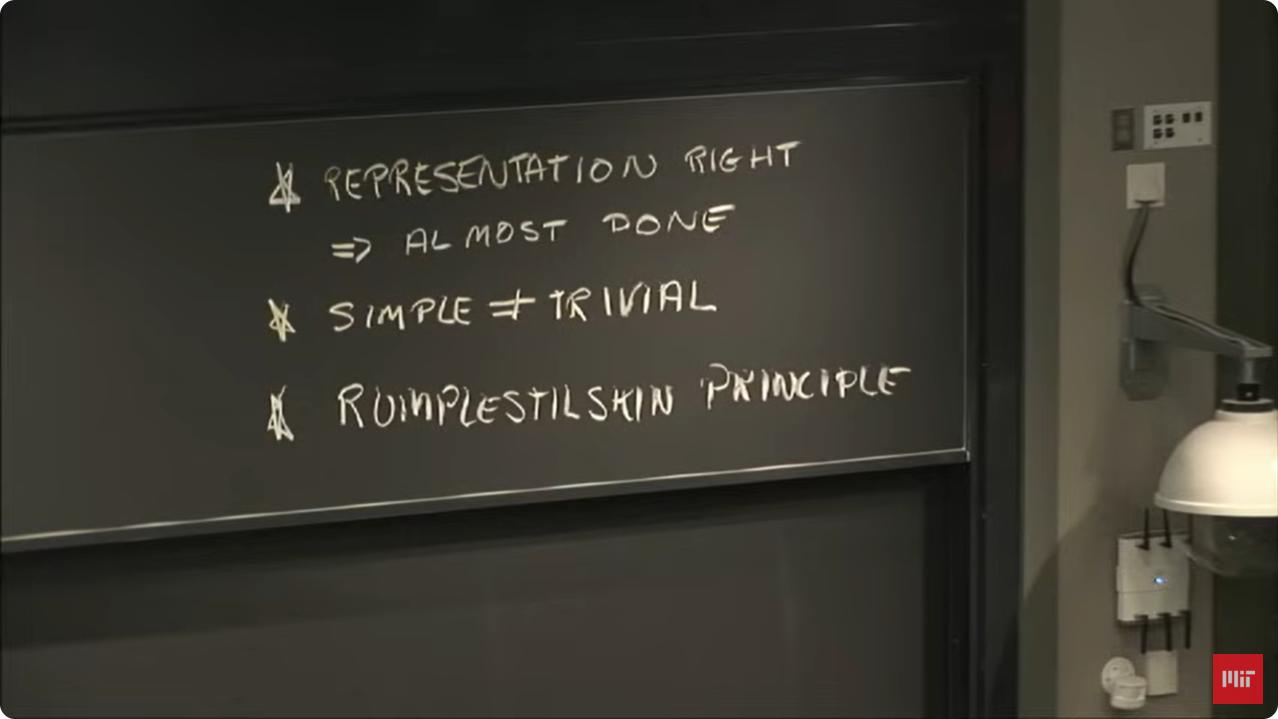 REPRESENTATION RIGHT
=> ALMOST DONE
SIMPLE ≠ TRIVIAL
RUMPLESTILSKIN PRINCIPLE
MIT